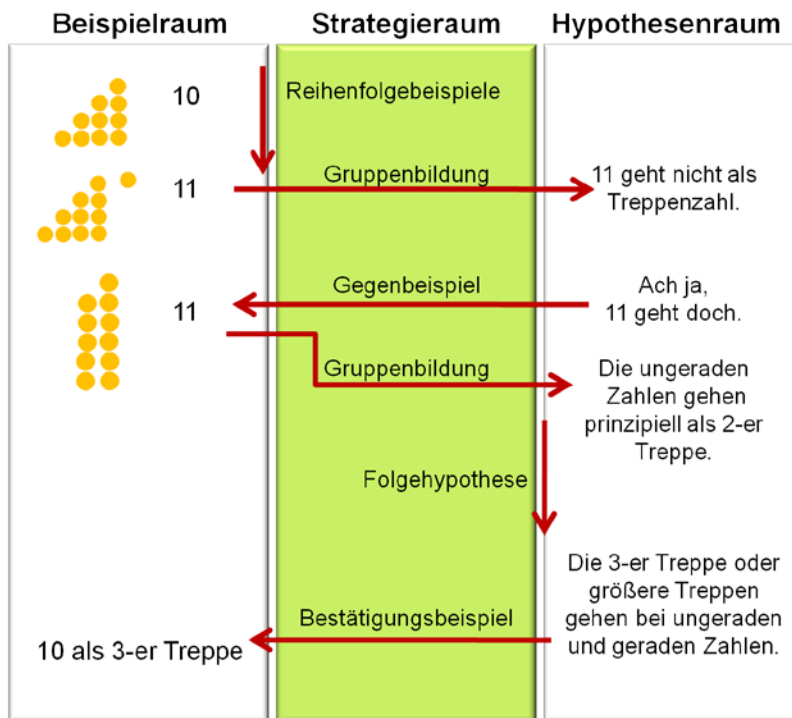 Beispielraum Strategieraum Hypothesenraum
10 Reihenfolgebeispiele
11 Gruppenbildung 11 geht nicht als
Treppenzahl.
11 Gegenbeispiel Ach ja,
11 geht doch.
Gruppenbildung Die ungeraden
Zahlen gehen
prinzipiell als 2-er
Treppe.
Folgehypothese
Die 3-er Treppe oder
größere Treppen
gehen bei ungeraden
und geraden Zahlen.
Bestätigungsbeispiel
10 als 3-er Treppe